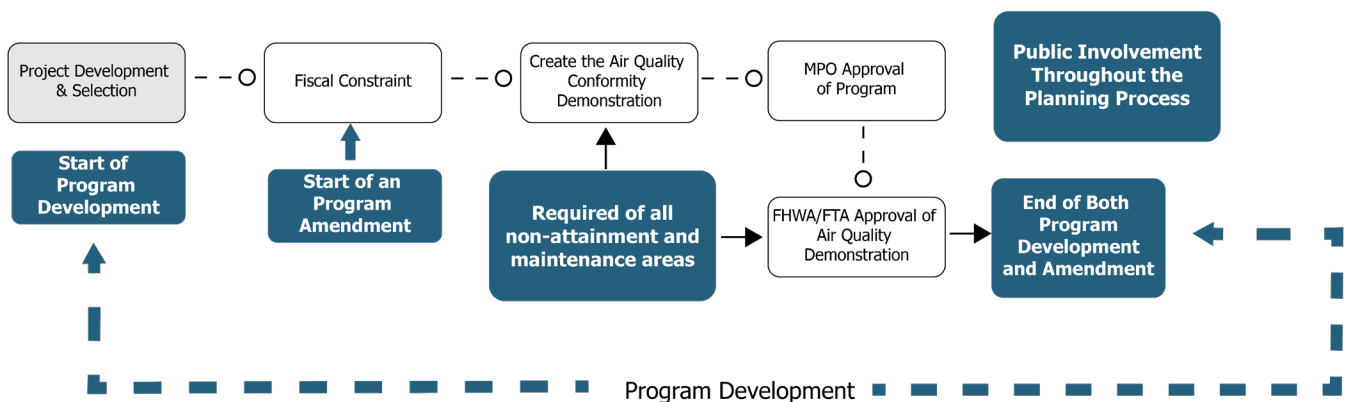 Project Development
& Selection
Fiscal Constraint
Create the Air Quality
Conformity
Demonstration
MPO Approval
of Program
Public Involvement
Throughout the
Planning Process
Start of
Program
Development
Start of an
Program
Amendment
Required of all
non-attainment and
maintenance areas
FHWA/FTA Approval of
Air Quality
Demonstration
End of Both
Program
Development
and Amendment
Program Development